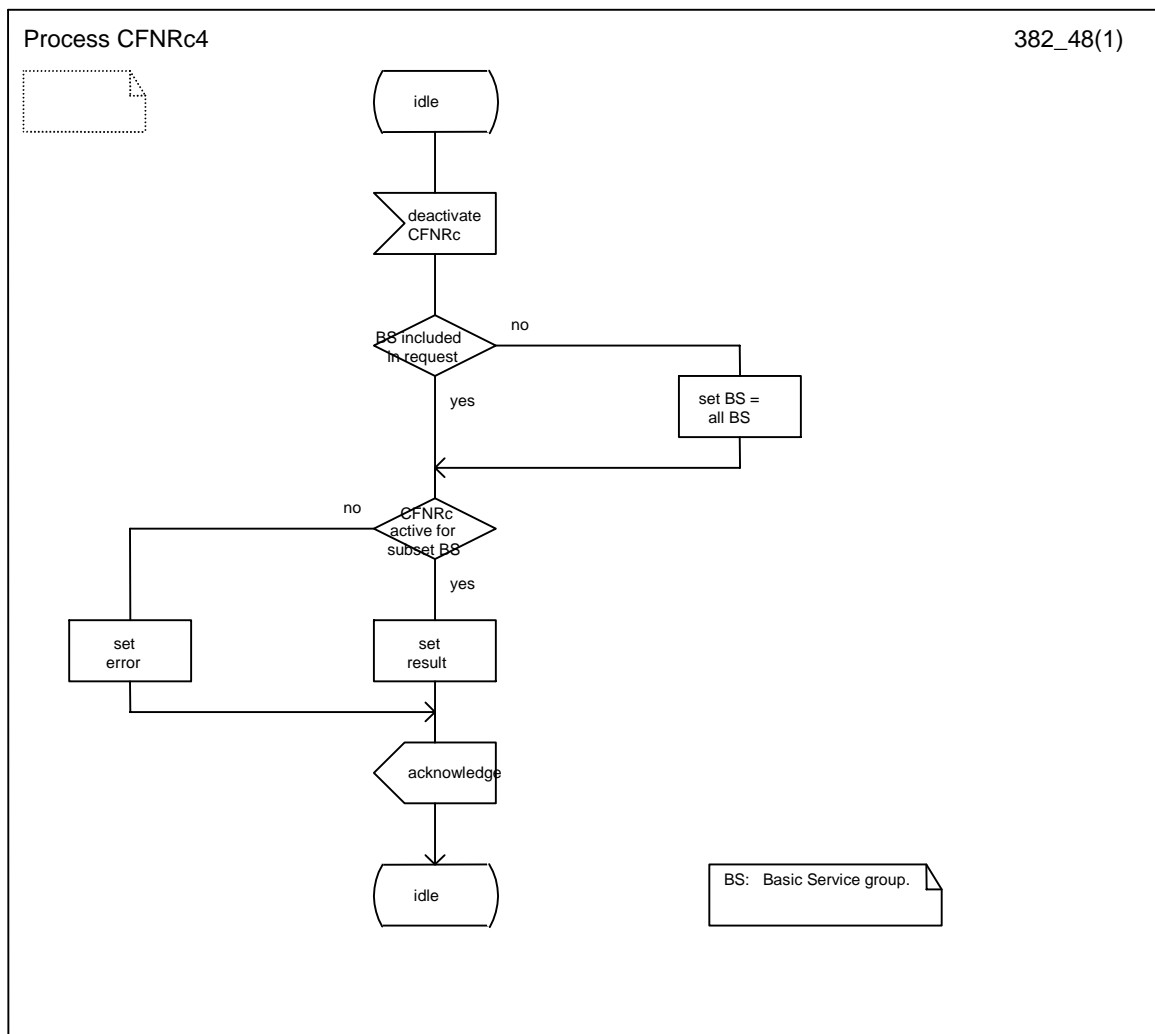 Process CFNRc4
382_48(1)
idle
deactivate
CFNRc
BS included
in request
no
yes
set BS =
all BS
CFNRc
active for
subset BS
no
yes
set
error
set
result
acknowledge
idle
BS: Basic Service group.